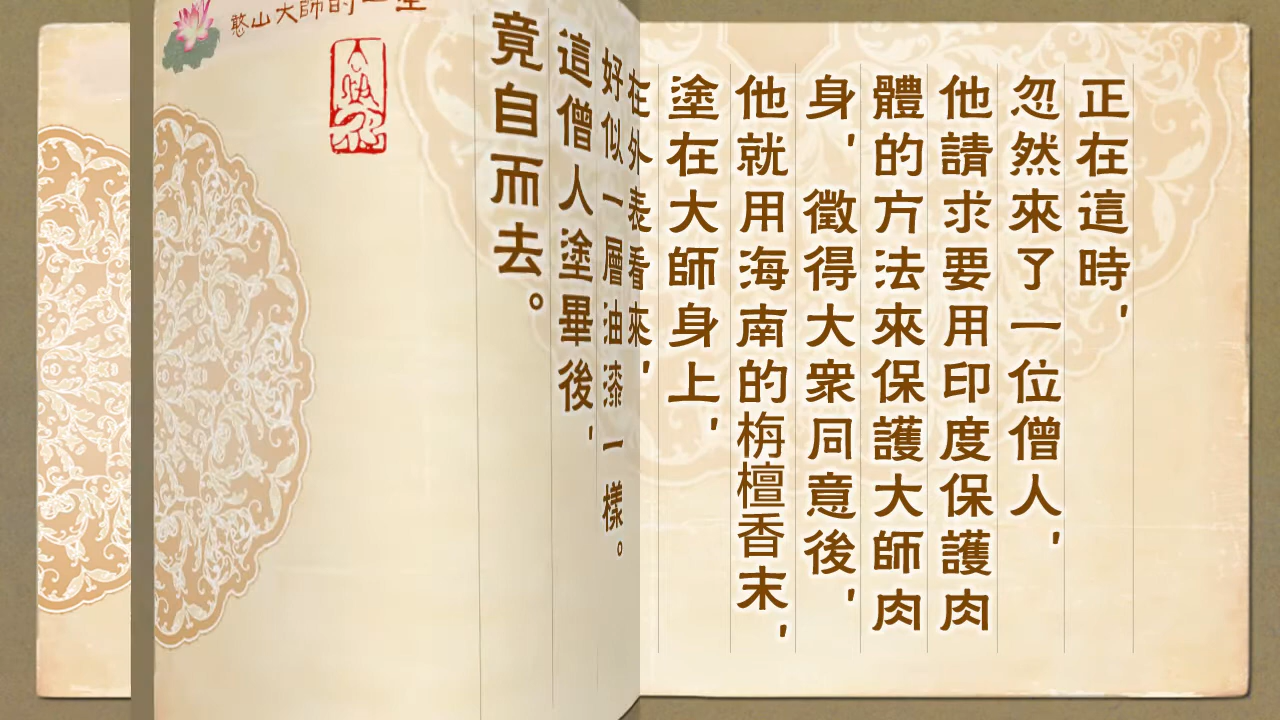 正在這時，
忽然來了一位僧人，
他請求要用印度保護肉
體的方法來保護大師肉
身，徵得大衆同意後，
他就用海南的栴檀香末，
塗在大師身上，
在外表看來，
好似一層油漆一樣。
這僧人塗畢後，
竟自而去。
憨山大師的一生